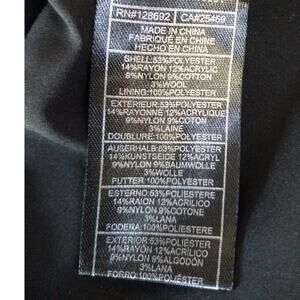 RN#128692 CA#25459
MADE IN CHINA
FABRIQUÉ EN CHINE
HECHO EN CHINA
SHELL:53%POLYESTER
14%RAYON 12%ACRYLIC
9%NYLON 9%COTTON
3%WOOL
LINING:100%POLYESTER
EXTÉRIEUR:53%POLYESTER
14%RAYONNE 12%ACRYLIQUE
9%NYLON 9%COTON
3%LAINE
DOUBLURE:100%POLYESTER
AUßERHALB:53%POLYESTER
14%KUNSTSEIDE 12%ACRYL
9%NYLON 9%BAUMWOLLE
3%WOLLE
FUTTER:100%POLYESTER
ESTERNO:53%POLIESTERE
14%RAION 12%ACRILICO
9%NYLON 9%COTONE
3%LANA
FODERA:100%POLIESTERE
EXTERIOR:53%POLIÉSTER
14%RAYÓN 12%ACRÍLICO
9%NYLON 9%ALGODÓN
3%LANA
FORRO:100%POLIÉSTER